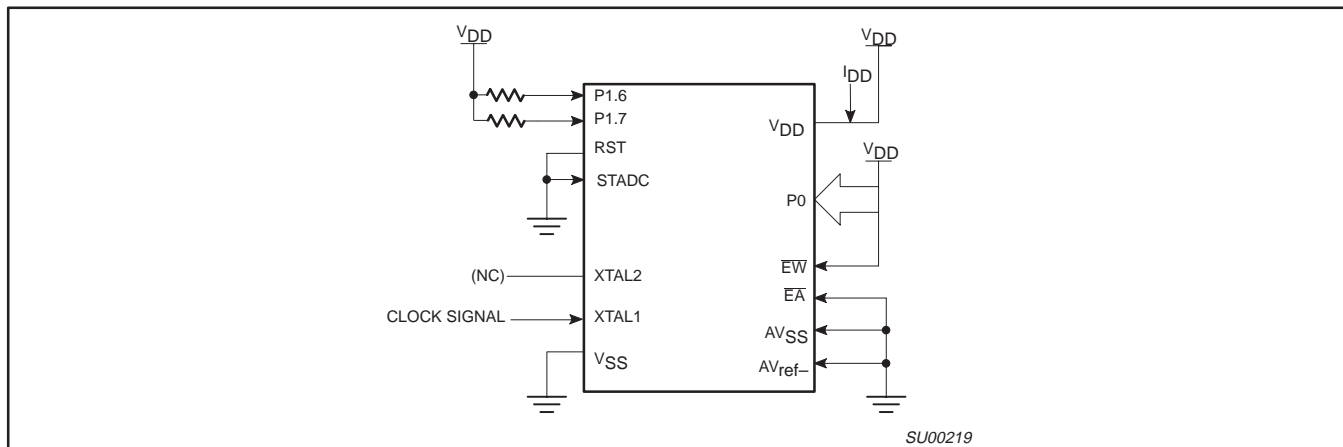 VDD
P1.6
P1.7
RST
STADC
(NC)
XTAL2
CLOCK SIGNAL
XTAL1
VSS
VDD
IDD
VDD
VDD
P0
EW
EA
AVSS
AVref–
SU00219